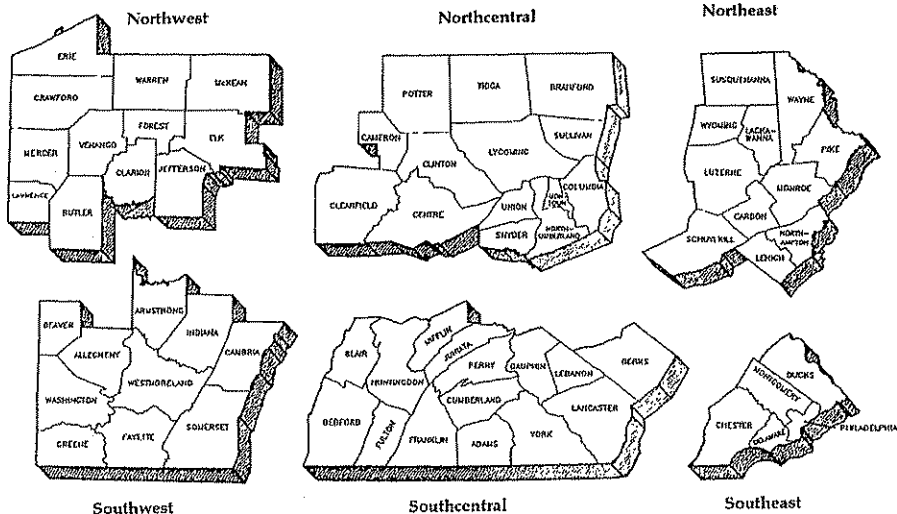 Northwest
ERIE
WARREN
McKEAN
CRAWFORD
FOREST
ELK
VENANGO
MERCER
CLARION
JEFFERSON
LAWRENCE
BUTLER
Northcentral
POTTER
TIOGA
BRADFORD
CAMERON
SULLIVAN
LYCOMING
CLINTON
COLUMBIA
CLEARFIELD
CENTRE
UNION
MON-
TOUR
SNYDER
NORTH-
UMBERLAND
Northeast
SUSQUEHANNA
WAYNE
WYOMING
LACKA-
WANNA
PIKE
LUZERNE
MONROE
CARBON
SCHUYLKILL
NORTH-
AMPTON
LEHIGH
BEAVER
ARMSTRONG
INDIANA
ALLEGHENY
CAMBRIA
WESTMORELAND
WASHINGTON
SOMERSET
GREENE
FAYETTE
Southwest
BLAIR
MIFFLIN
JUNIATA
HUNTINGDON
PERRY
DAUPHIN
LEBANON
BERKS
CUMBERLAND
LANCASTER
BEDFORD
FULTON
FRANKLIN
ADAMS
YORK
Southcentral
BUCKS
MONTGOMERY
CHESTER
DELAWARE
PHILADELPHIA
Southeast